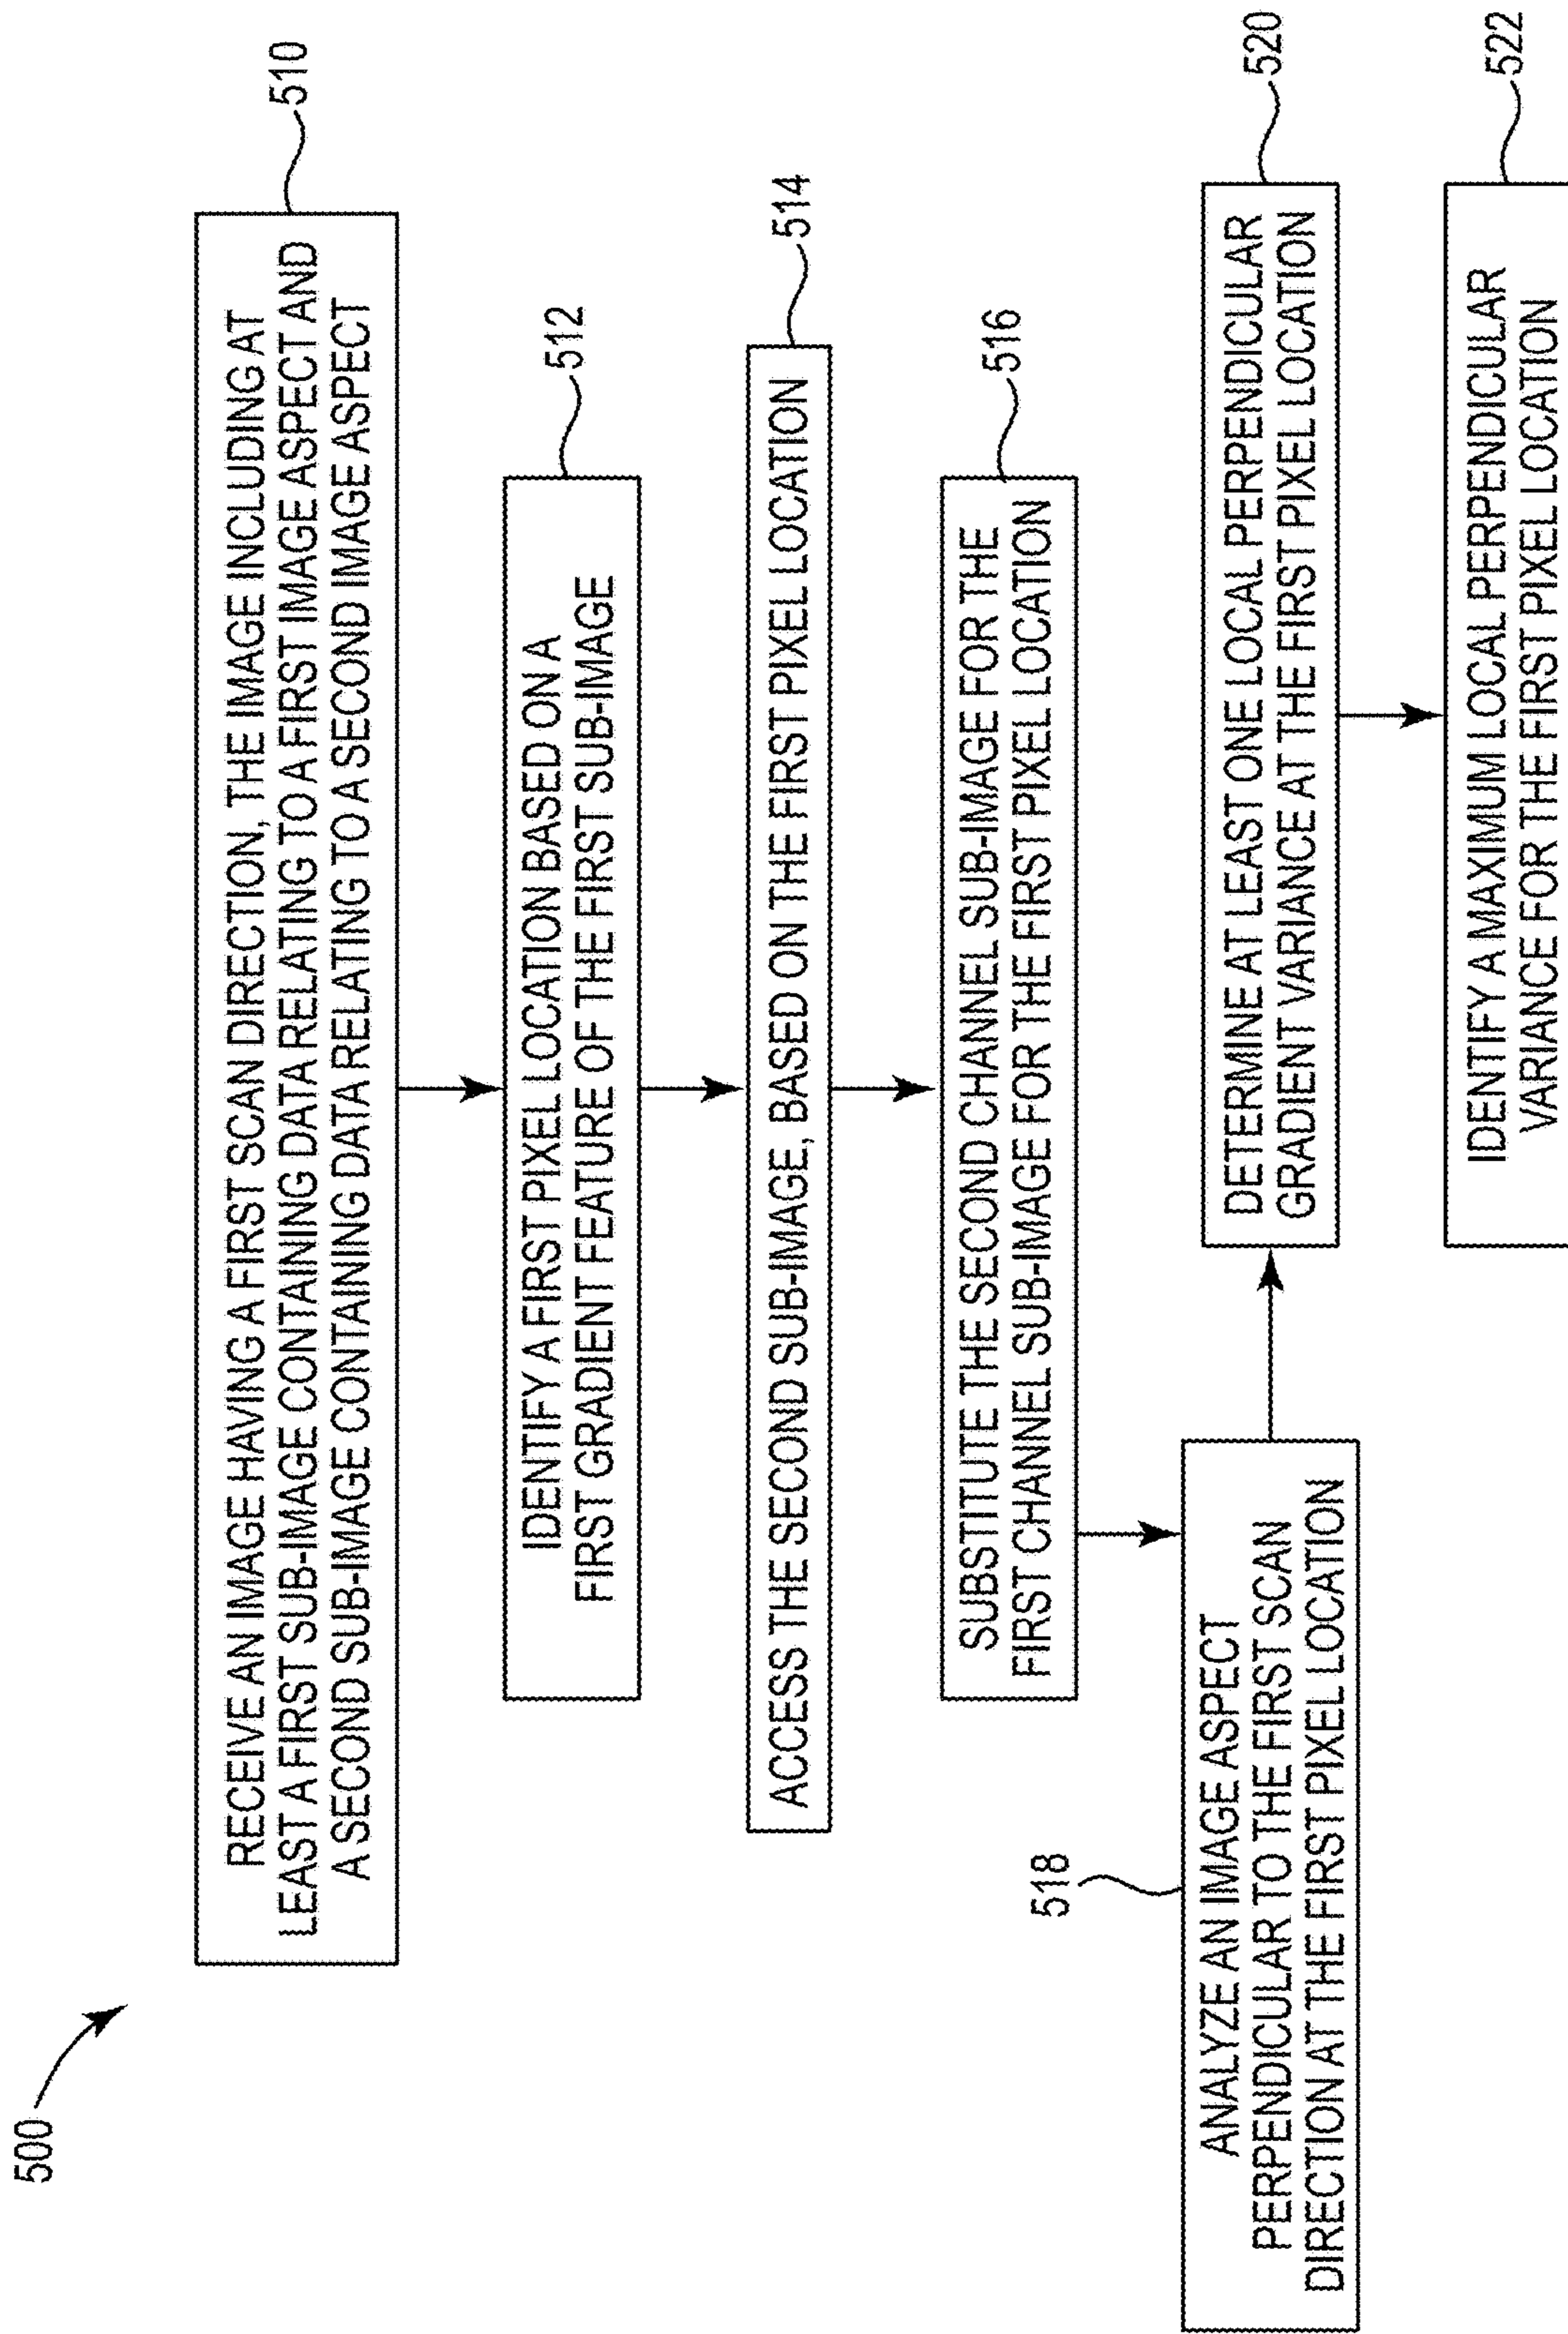 500
RECEIVE AN IMAGE HAVING A FIRST SCAN DIRECTION, THE IMAGE INCLUDING AT
LEAST A FIRST SUB-IMAGE CONTAINING DATA RELATING TO A FIRST IMAGE ASPECT AND
A SECOND SUB-IMAGE CONTAINING DATA RELATING TO A SECOND IMAGE ASPECT
510
IDENTIFY A FIRST PIXEL LOCATION BASED ON A
FIRST GRADIENT FEATURE OF THE FIRST SUB-IMAGE
512
ACCESS THE SECOND SUB-IMAGE, BASED ON THE FIRST PIXEL LOCATION
514
SUBSTITUTE THE SECOND CHANNEL SUB-IMAGE FOR THE
FIRST CHANNEL SUB-IMAGE FOR THE FIRST PIXEL LOCATION
516
518
ANALYZE AN IMAGE ASPECT
PERPENDICULAR TO THE FIRST SCAN
DIRECTION AT THE FIRST PIXEL LOCATION
DETERMINE AT LEAST ONE LOCAL PERPENDICULAR
GRADIENT VARIANCE AT THE FIRST PIXEL LOCATION
520
IDENTIFY A MAXIMUM LOCAL PERPENDICULAR
VARIANCE FOR THE FIRST PIXEL LOCATION
522